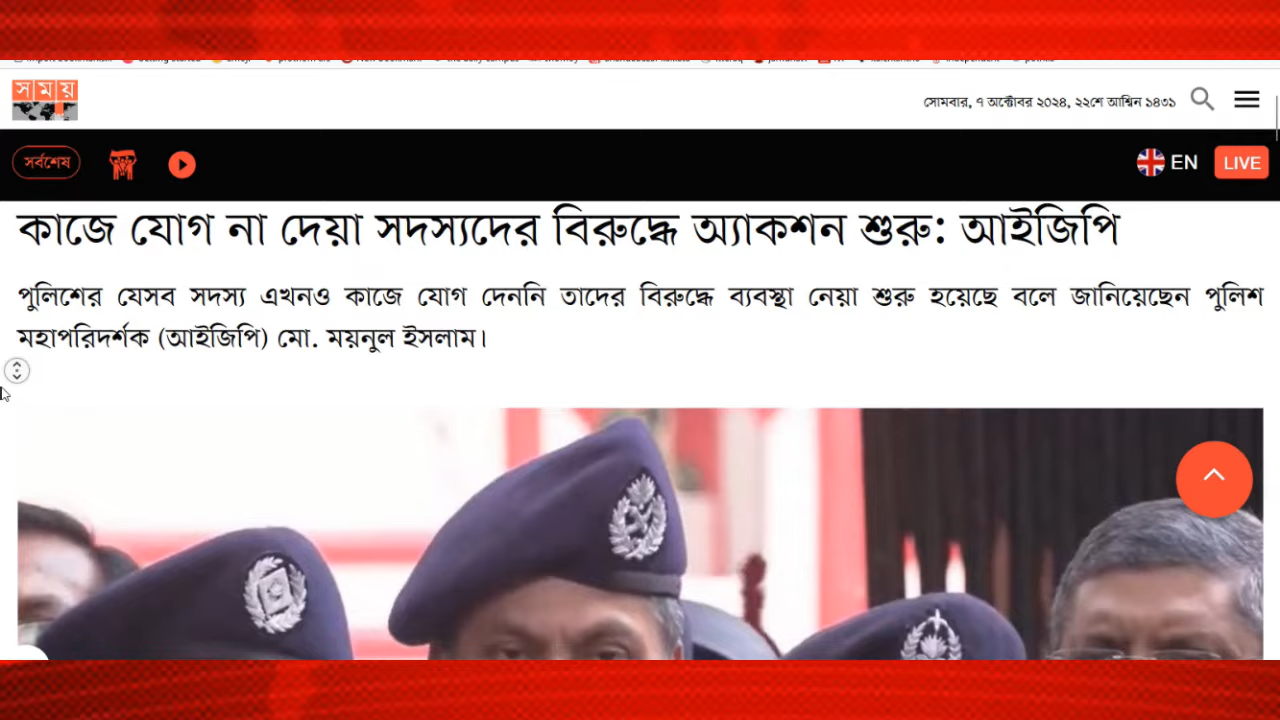 সময়
সোমবার, ৭ অক্টোবর ২০২৪, ২২শে আশ্বিন ১৪৩১
সর্বশেষ
EN
LIVE
কাজে যোগ না দেয়া সদস্যদের বিরুদ্ধে অ্যাকশন শুরু: আইজিপি
পুলিশের যেসব সদস্য এখনও কাজে যোগ দেননি তাদের বিরুদ্ধে ব্যবস্থা নেয়া শুরু হয়েছে বলে জানিয়েছেন পুলিশ
মহাপরিদর্শক (আইজিপি) মো. ময়নুল ইসলাম।